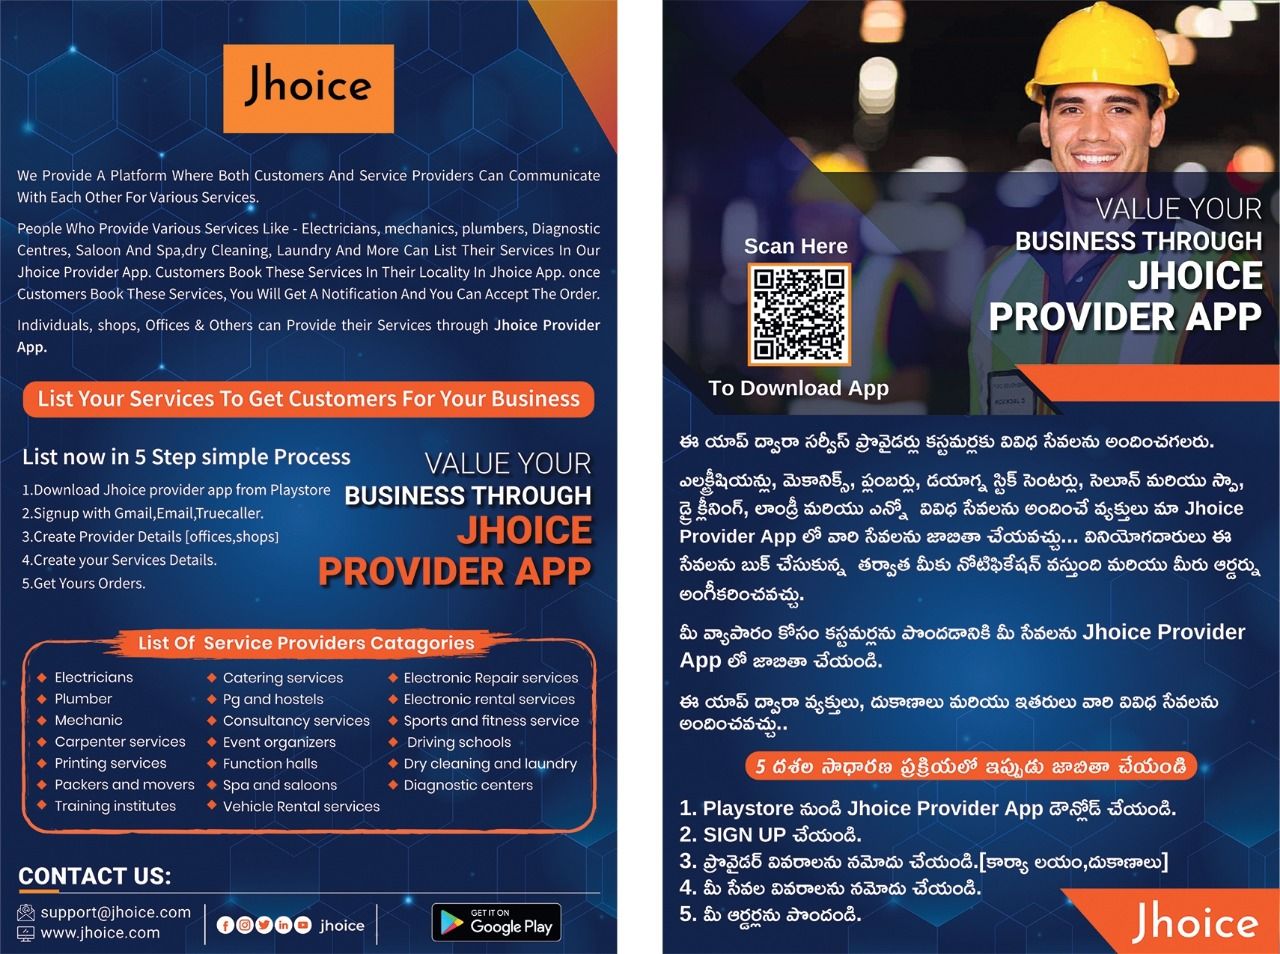 Jhoice
We Provide A Platform Where Both Customers And Service Providers Can Communicate
With Each Other For Various Services.
People Who Provide Various Services Like - Electricians, mechanics, plumbers, Diagnostic
Centres, Saloon And Spa,dry Cleaning, Laundry And More Can List Their Services In Our
Jhoice Provider App. Customers Book These Services In Their Locality In Jhoice App. once
Customers Book These Services, You Will Get A Notification And You Can Accept The Order.
Individuals, shops, Offices & Others can Provide their Services through Jhoice Provider
App.
List Your Services To Get Customers For Your Business
List now in 5 Step simple Process
1.Download Jhoice provider app from Playstore
2.Signup with Gmail,Email,Truecaller.
3.Create Provider Details [offices,shops]
4.Create your Services Details.
5.Get Yours Orders.
VALUE YOUR
BUSINESS THROUGH
JHOICE
PROVIDER APP
List Of Service Providers Catagories
Electricians
Plumber
Mechanic
Carpenter services
Printing services
Packers and movers
Training institutes
Catering services
Pg and hostels
Consultancy services
Event organizers
Function halls
Spa and saloons
Vehicle Rental services
Electronic Repair services
Electronic rental services
Sports and fitness service
Driving schools
Dry cleaning and laundry
Diagnostic centers
CONTACT US:
support@jhoice.com
www.jhoice.com
jhoice
GET IT ON
Google Play
VALUE YOUR
BUSINESS THROUGH
JHOICE
PROVIDER APP
Scan Here
To Download App
ఈ యాప్ ద్వారా సర్వీస్ ప్రొవైడర్లు కస్టమర్లకు వివిధ సేవలను అందించగలరు.
ఎలక్ట్రీషియన్లు, మెకానిక్స్, ప్లంబర్లు, డయాగ్న స్టిక్ సెంటర్లు, సెలూన్ మరియు స్పా,
డ్రై క్లీనింగ్, లాండ్రీ మరియు ఎన్నో వివిధ సేవలను అందించే వ్యక్తులు మా Jhoice
Provider App లో వారి సేవలను జాబితా చేయవచ్చు... వినియోగదారులు ఈ
సేవలను బుక్ చేసుకున్న తర్వాత మీకు నోటిఫికేషన్ వస్తుంది మరియు మీరు ఆర్డర్ను
అంగీకరించవచ్చు.
మీ వ్యాపారం కోసం కస్టమర్లను పొందడానికి మీ సేవలను Jhoice Provider
App లో జాబితా చేయండి.
ఈ యాప్ ద్వారా వ్యక్తులు, దుకాణాలు మరియు ఇతరులు వారి వివిధ సేవలను
అందించవచ్చు..
5 దశల సాధారణ ప్రక్రియలో ఇప్పుడు జాబితా చేయండి
1. Playstore నుండి Jhoice Provider App డౌన్లోడ్ చేయండి.
2. SIGN UP చేయండి.
3. ప్రొవైడర్ వివరాలను నమోదు చేయండి.[కార్యా లయం,దుకాణాలు]
4. మీ సేవల వివరాలను నమోదు చేయండి.
5. మీ ఆర్డర్లను పొందండి.
Jhoice